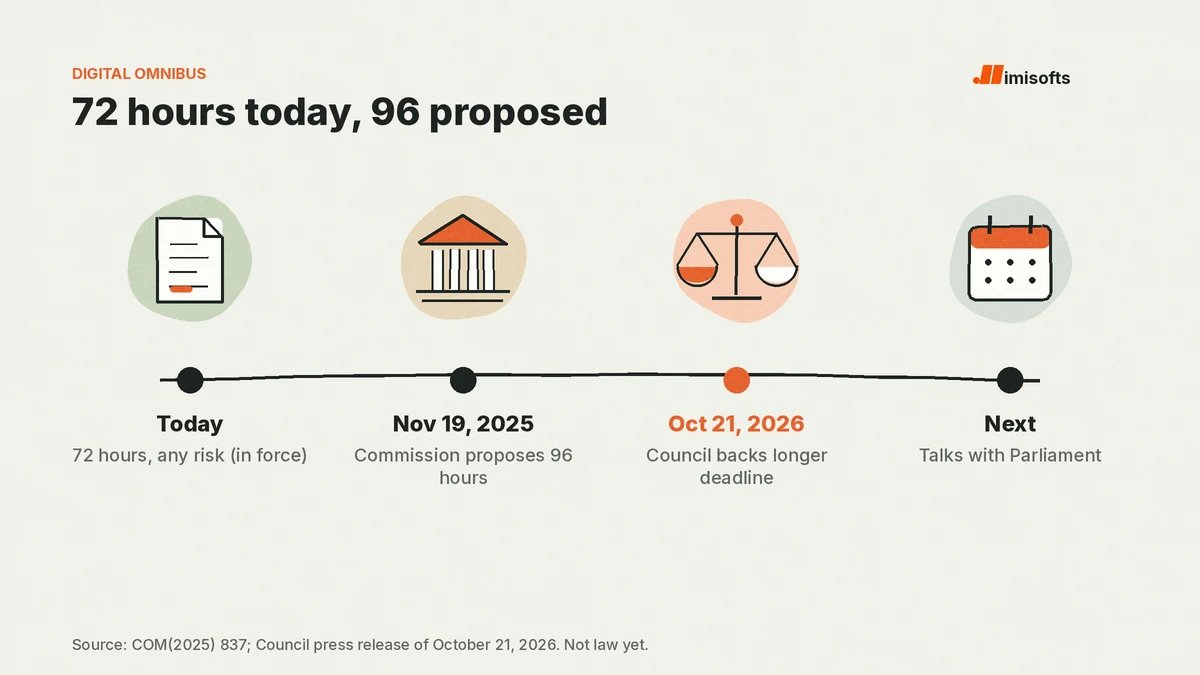 DIGITAL OMNIBUS
72 hours today, 96 proposed
imisofts
Today
72 hours, any risk (in force)
Nov 19, 2025
Commission proposes 96
hours
Oct 21, 2026
Council backs longer
deadline
Next
Talks with Parliament
Source: COM(2025) 837; Council press release of October 21, 2026. Not law yet.